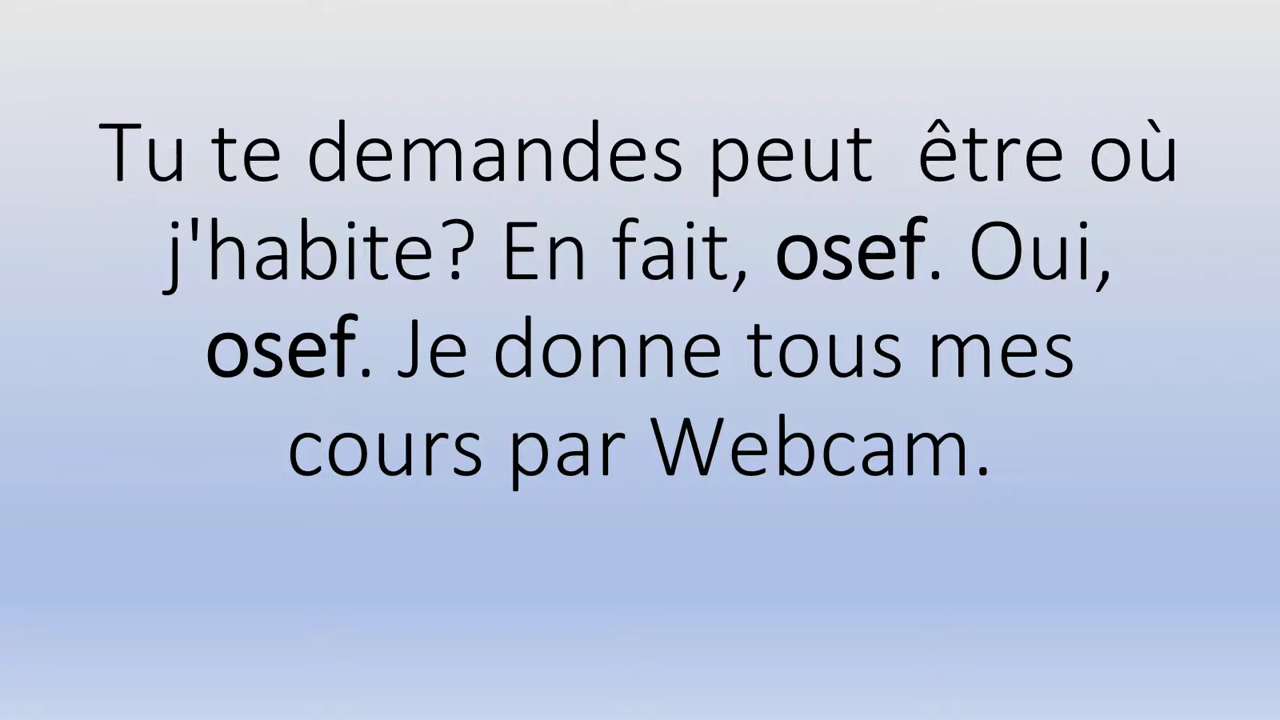 Tu te demandes peut  être où
j'habite? En fait, osef. Oui,
osef. Je donne tous mes
cours par Webcam.